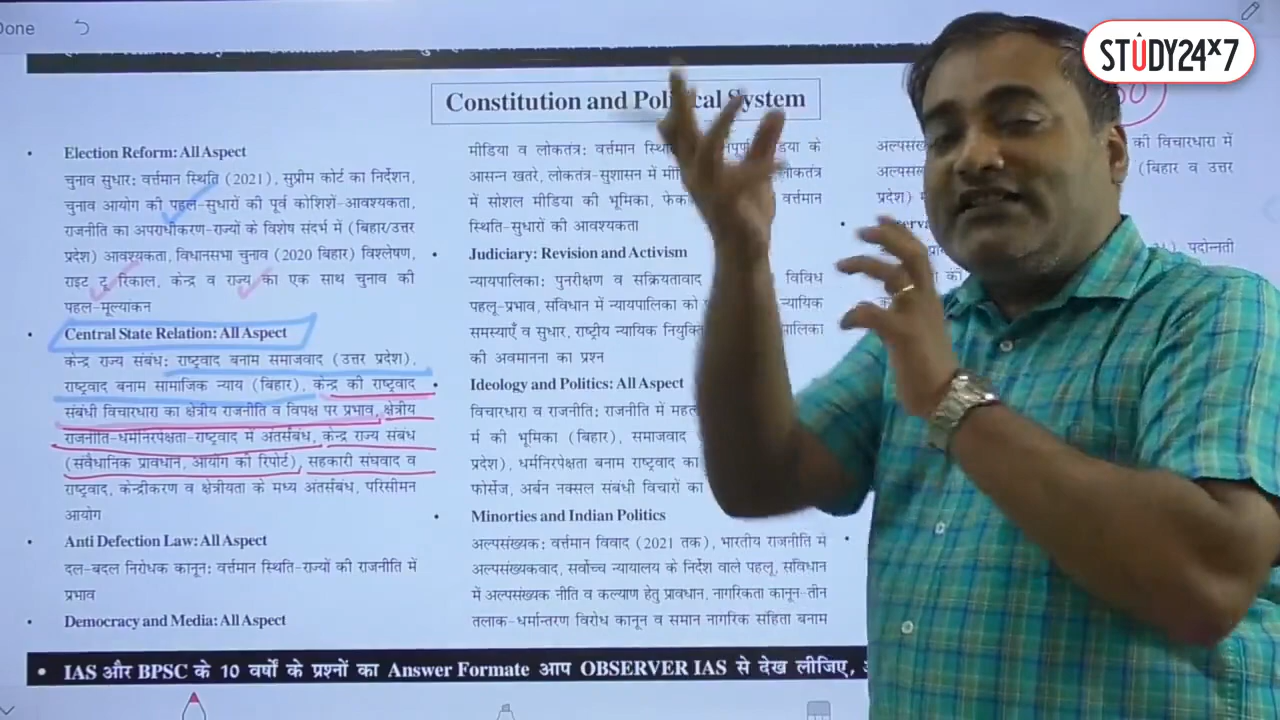 Done
STUDY24x7
Constitution and Political System
Election Reform: All Aspect
चुनाव सुधार: वर्तमान स्थिति (2021), सुप्रीम कोर्ट का निर्देशन,
चुनाव आयोग की पहल-सुधारों की पूर्व कोशिशें-आवश्यकता,
राजनीति का अपराधीकरण-राज्यों के विशेष संदर्भ में (बिहार/उत्तर
प्रदेश) आवश्यकता, विधानसभा चुनाव (2020 बिहार) विश्लेषण,
राइट टू रिकाल, केन्द्र व राज्य का एक साथ चुनाव की
पहल-मूल्याकन
Central State Relation: All Aspect
केन्द्र राज्य संबंध: राष्ट्रवाद बनाम समाजवाद (उत्तर प्रदेश),
राष्ट्रवाद बनाम सामाजिक न्याय (बिहार), केन्द्र की राष्ट्रवाद
संबंधी विचारधारा का क्षेत्रीय राजनीति व विपक्ष पर प्रभाव, क्षेत्रीय
राजनीति-धर्मनिरपेक्षता-राष्ट्रवाद में अंतर्संबंध, केन्द्र राज्य संबंध
(संवैधानिक प्रावधान, आयोग की रिपोर्ट), सहकारी संघवाद व
राष्ट्रवाद, केन्द्रीकरण व क्षेत्रीयता के मध्य अंतर्संबंध, परिसीमन
आयोग
Anti Defection Law: All Aspect
दल-बदल निरोधक कानून: वर्तमान स्थिति-राज्यों की राजनीति में
प्रभाव
Democracy and Media: All Aspect
मीडिया व लोकतंत्र: वर्तमान के
आसन्न खतरे, लोकतंत्र-सुशासन में लोकतंत्र
में सोशल मीडिया की भूमिका, वर्तमान
स्थिति-सुधारों की आवश्यकता
Judiciary: Revision and Activism
न्यायपालिका: पुनरीक्षण व सक्रियतावाद विविध
पहलू-प्रभाव, संविधान में न्यायपालिका को न्यायिक
समस्याएँ व सुधार, राष्ट्रीय न्यायिक
की अवमानना का प्रश्न
Ideology and Politics: All Aspect
विचारधारा व राजनीति: राजनीति में
र्म की भूमिका (बिहार), समाजवाद
प्रदेश), धर्मनिरपेक्षता बनाम राष्ट्रवाद का
फोर्सेज, अर्बन नक्सल संबंधी विचारों का
Minorties and Indian Politics
अल्पसंख्यक: वर्तमान विवाद (2021 तक), भारतीय राजनीति में
अल्पसंख्यकवाद, सर्वोच्च न्यायालय के निर्देश वाले पहलू, संविधान
में अल्पसंख्यक नीति व कल्याण हेतु प्रावधान, नागरिकता कानून-तीन
तलाक-धर्मान्तरण विरोध कानून व समान नागरिक संहिता बनाम
की विचारधारा में
(बिहार व उत्तर
प्रदेश)
पदोन्नती
IAS और BPSC के 10 वर्षों के प्रश्नों का Answer Formate आप OBSERVER IAS से देख लीजिए,